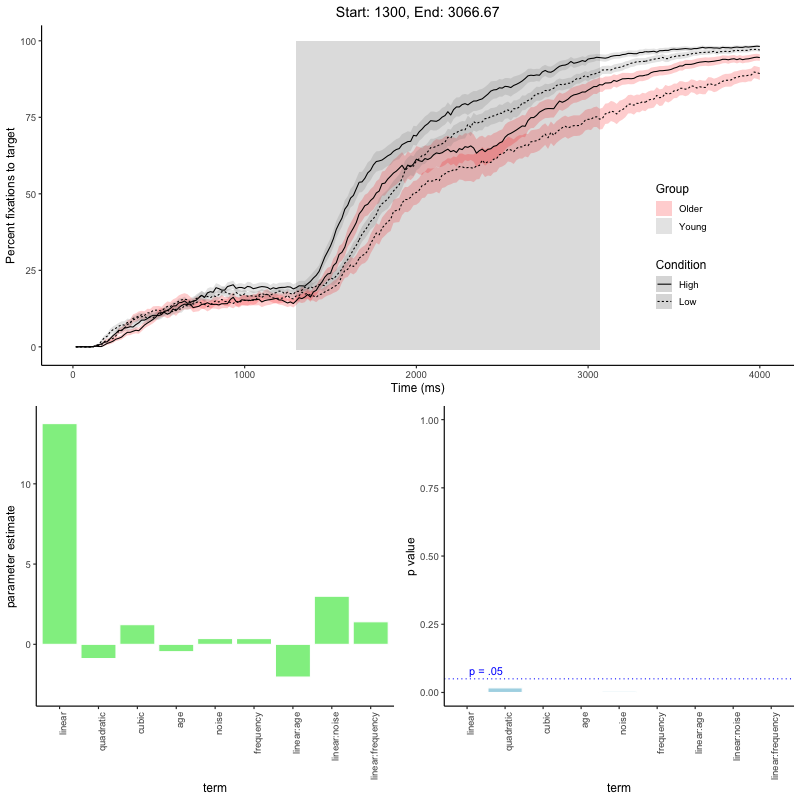 Start: 1300, End: 3066.67
Percent fixations to target
100
75
50
25
0
0
1000
2000
3000
4000
Time (ms)
Group
Older
Young
Condition
High
Low
parameter estimate
10
5
0
linear
quadratic
cubic
age
noise
frequency
linear:age
linear:noise
linear:frequency
term
p value
1.00
0.75
0.50
0.25
0.00
p = .05
linear
quadratic
cubic
age
noise
frequency
linear:age
linear:noise
linear:frequency
term